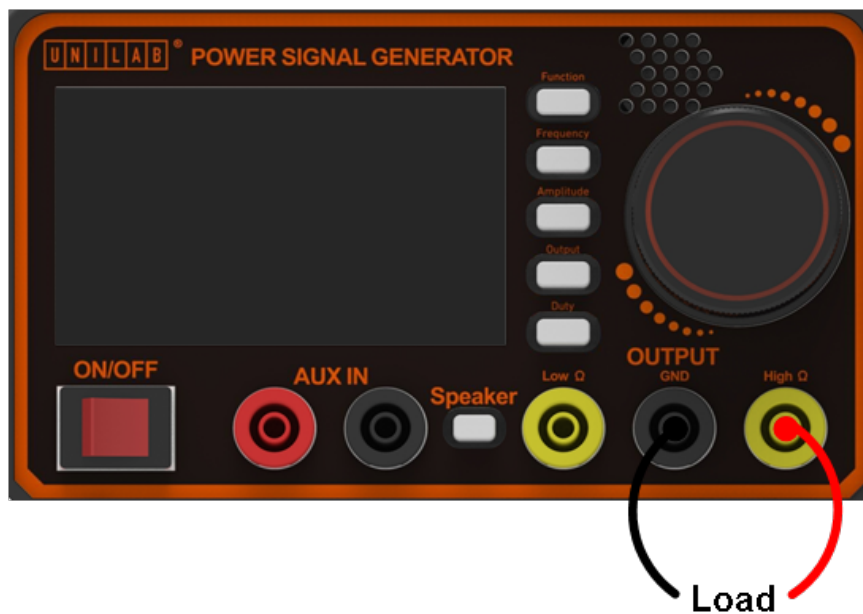 UNILAB® POWER SIGNAL GENERATOR
Function
Frequency
Amplitude
Output
Duty
ON/OFF
AUX IN
Speaker
OUTPUT
Low Ω
GND
High Ω
Load